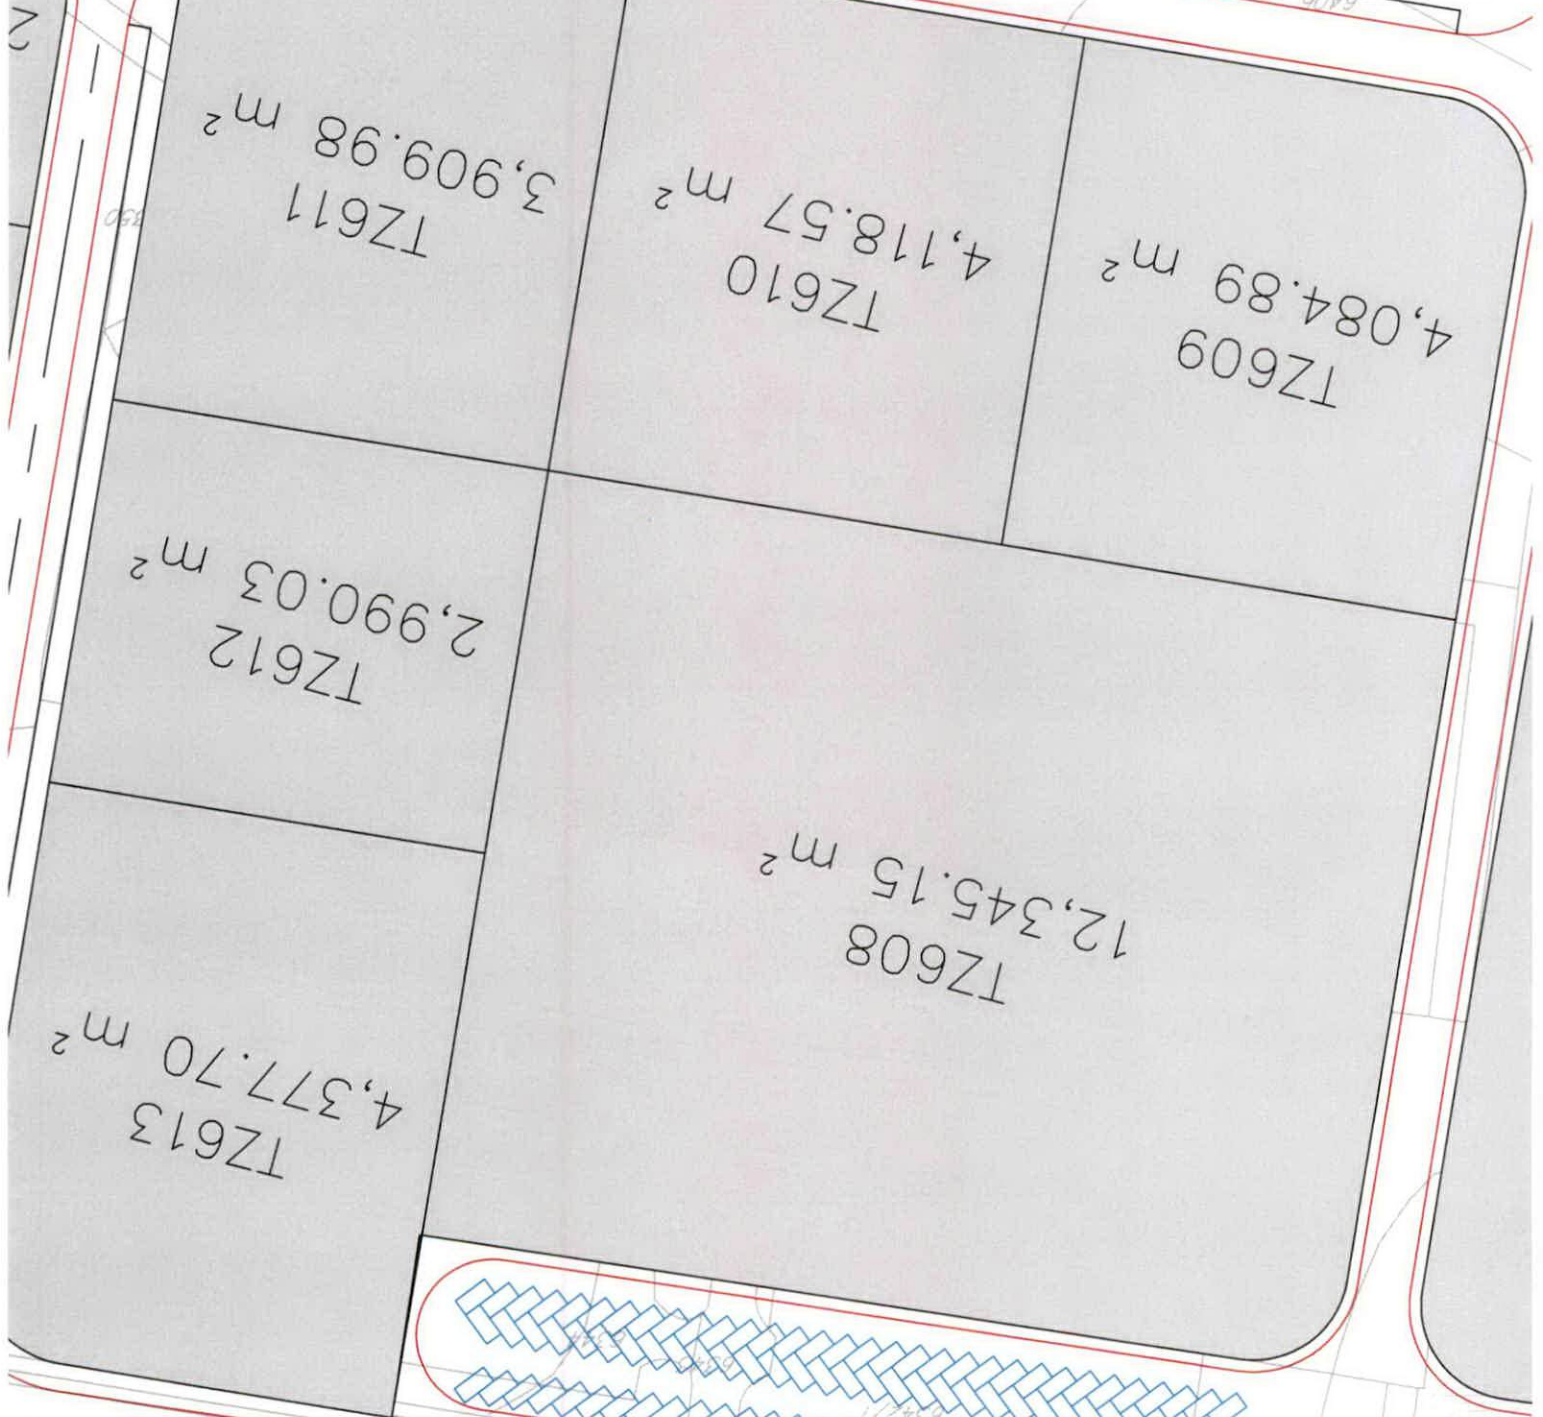 TZ613
4,377.70 m²
TZ608
12,345.15 m²
TZ612
2,990.03 m²
TZ609
4,084.89 m²
TZ610
4,118.57 m²
TZ611
3,909.98 m²